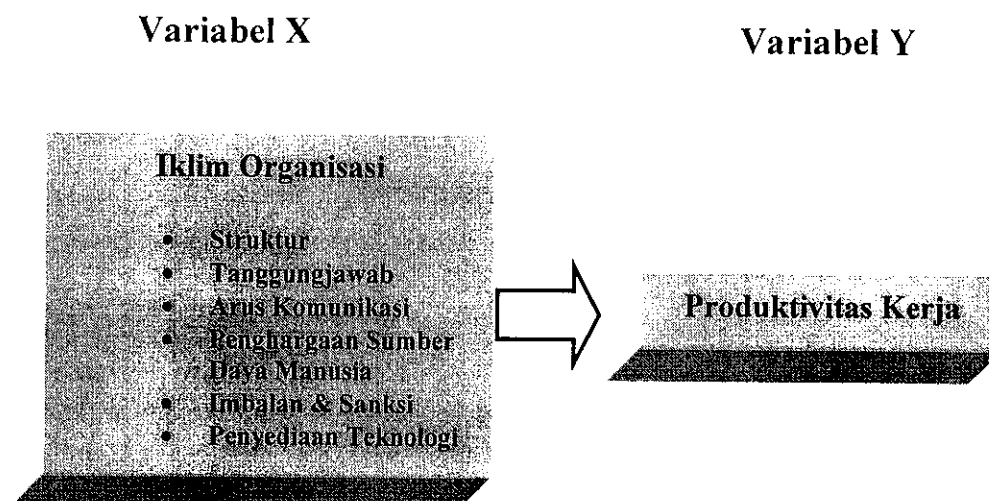 Variabel X
Variabel Y
Iklim Organisasi
• Struktur
• Tanggungjawab
• Arus Komunikasi
• Penghargaan Sumber
Daya Manusia
• Imbalan & Sanksi
• Penyediaan Teknologi
Produktivitas Kerja